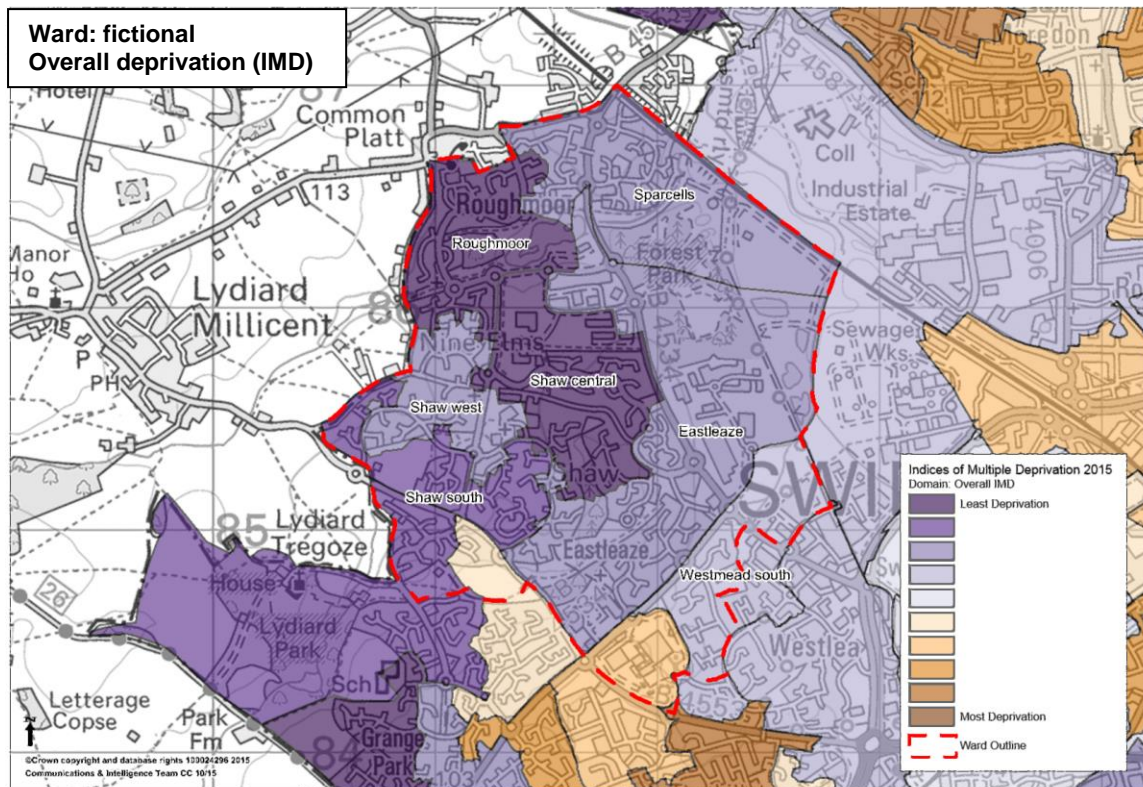 Ward: fictional
Overall deprivation (IMD)
Hotel
Common
Platt
113
Manor
Ho
Lydiard
Millicent
P
PH
Roughmoor
Roughmoor
Sparcells
Forest
Park
Coll
Industrial
Estate
B 4006
B 4587
Nine Elms
Shaw central
Shaw west
Shaw
Shaw south
Eastleaze
Eastleaze
Sewage
Wks
Westmead south
Westlea
85
Lydiard
Tregoze
House
Lydiard
Park
26
Sch
Letterage
Copse
Park
Fm
84
Grange
Park
Indices of Multiple Deprivation 2015
Domain: Overall IMD
Least Deprivation
Most Deprivation
Ward Outline
N
©Crown copyright and database rights 100024296 2015
Communications & Intelligence Team CC 10/15